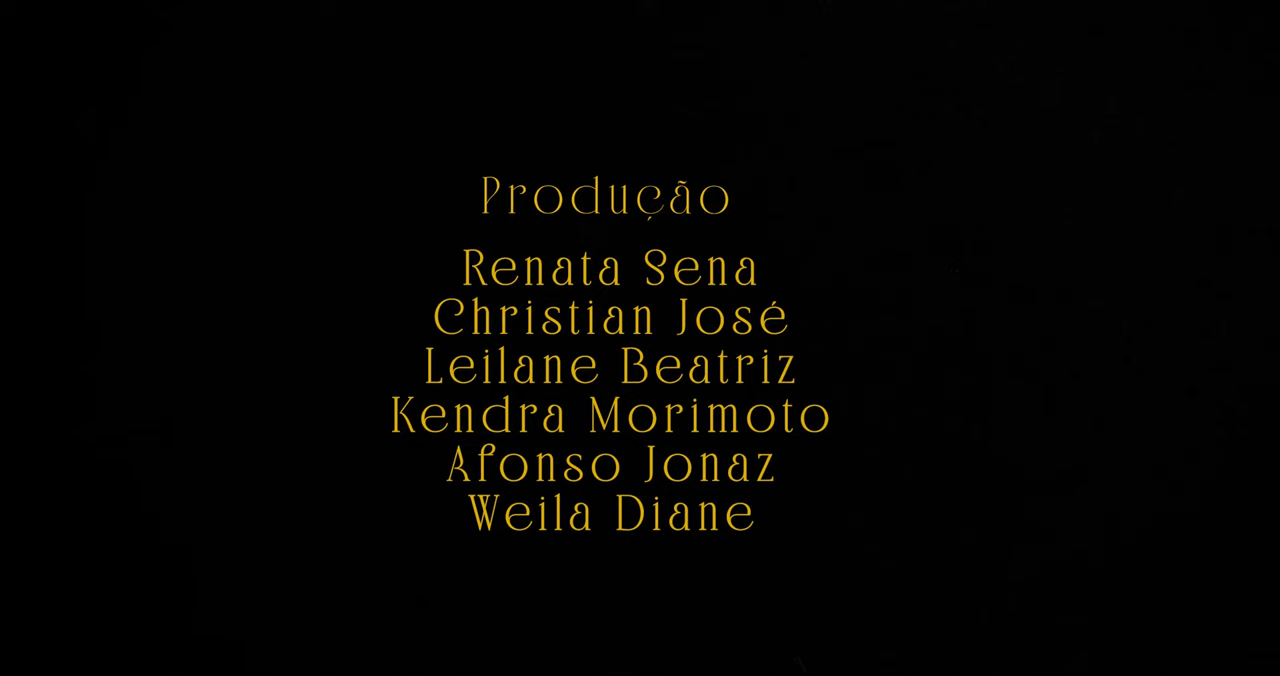 Produção
Renata Sena
Christian José
Leilane Beatriz
Kendra Morimoto
Afonso Jonaz
Weila Diane